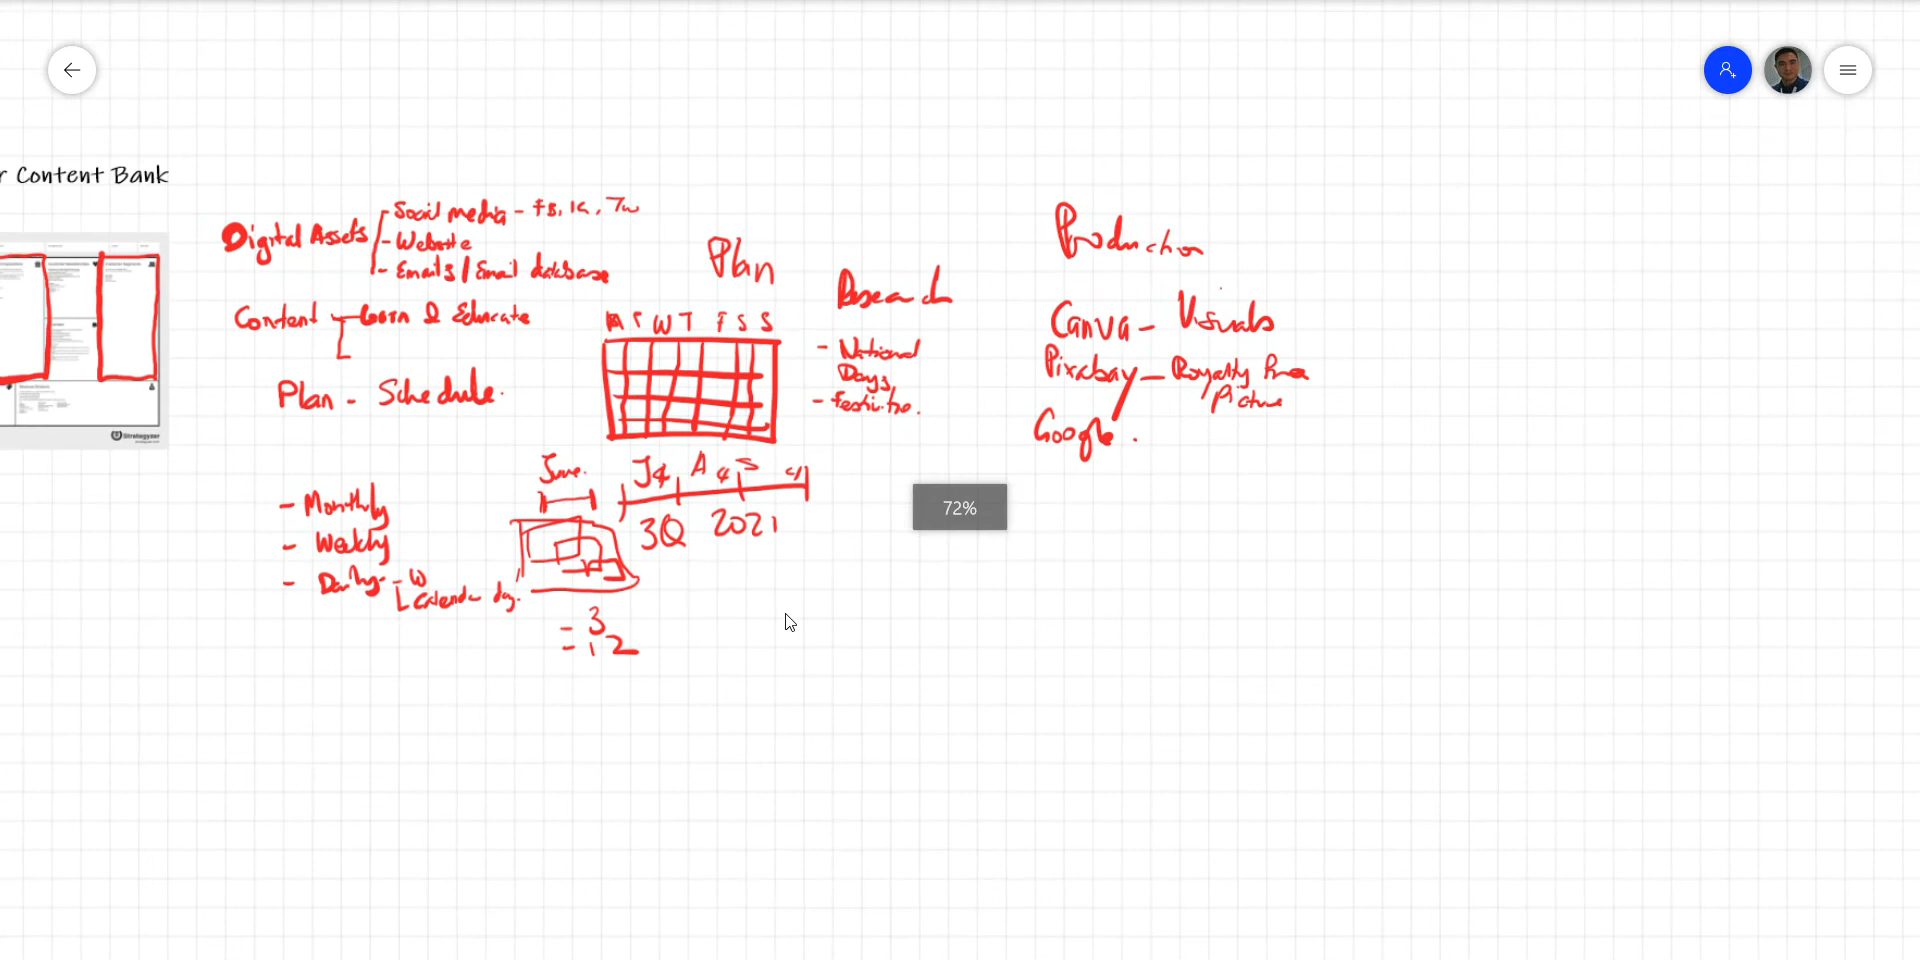 r Content Bank
Digital Assets
- Social media - FB, IG, Tw
- Website
- Emails / Email database
Content
& Educate
Plan - Schedule.
- Monthly
- Weekly
- Daily - W
Calendar day.
Plan
M T W T F S S
June.
3Q 2021
- 3
- 12
Research
- National
Days,
Production
Canva - Visuals
Pixabay - Royalty Free
Picture
Google.
Strategyzer
72%